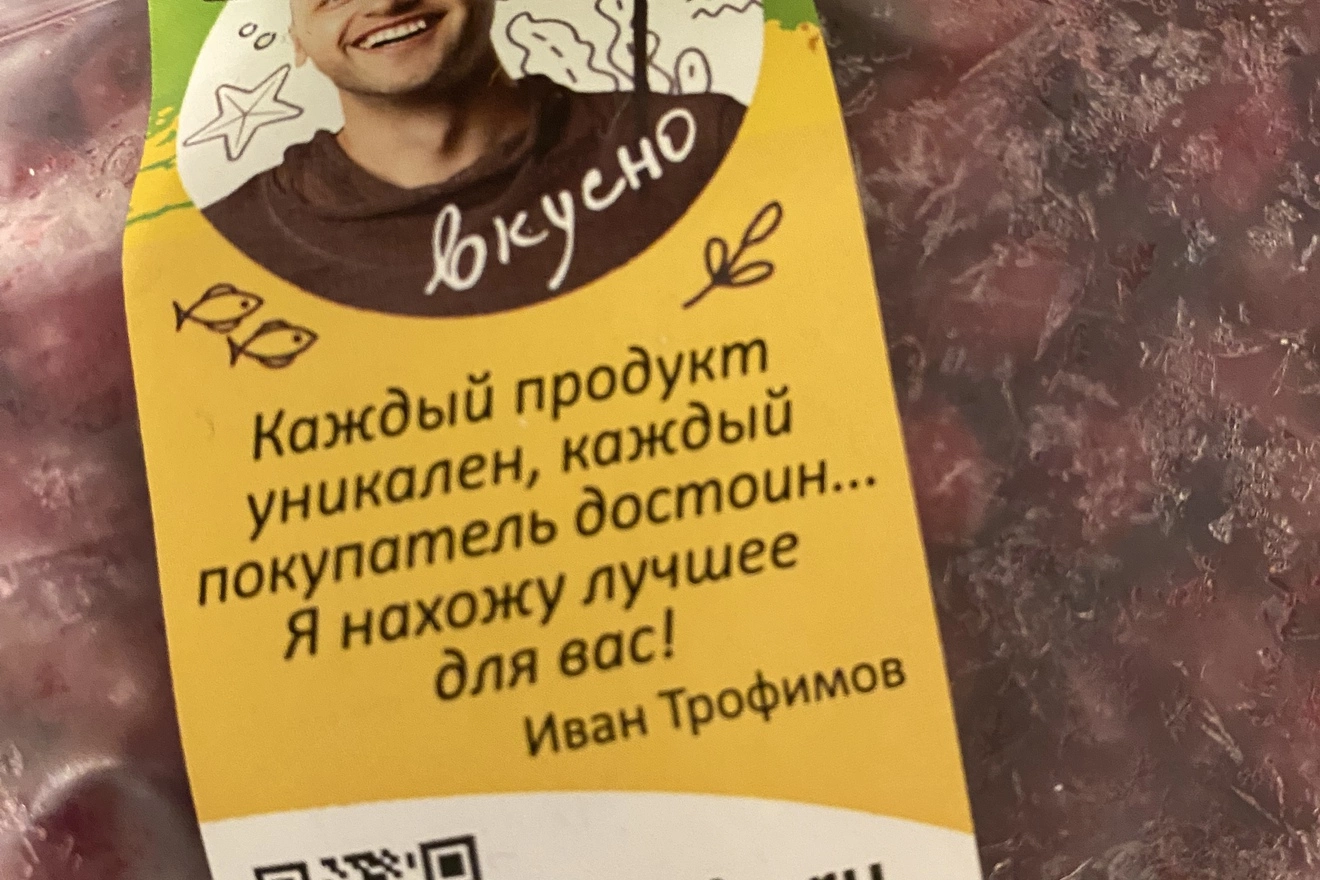 вкусно
Каждый продукт
уникален, каждый
покупатель достоин...
Я нахожу лучшее
для вас!
Иван Трофимов